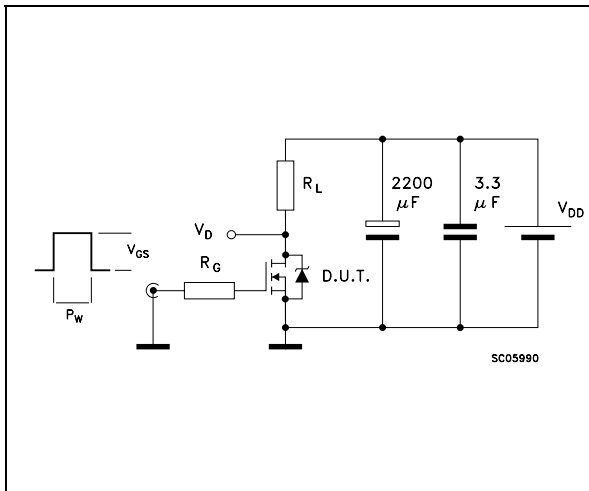 R_L
2200
μF
3.3
μF
V_DD
V_D
V_GS
R_G
D.U.T.
P_W
SC05990